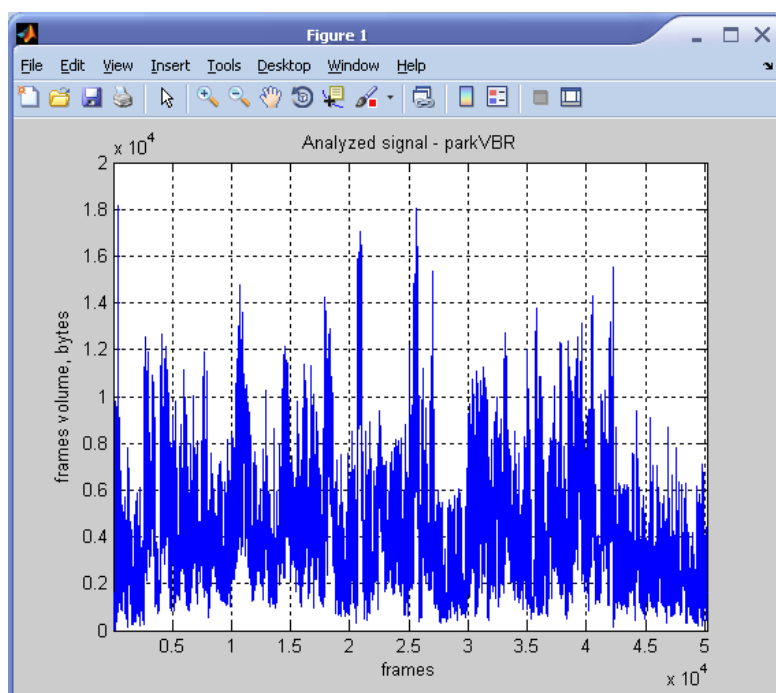 Figure 1
File Edit View Insert Tools Desktop Window Help
x 10^4
Analyzed signal - parkVBR
2
1.8
1.6
1.4
1.2
1
0.8
0.6
0.4
0.2
0
frames volume, bytes
0.5 1 1.5 2 2.5 3 3.5 4 4.5 5
frames
x 10^4